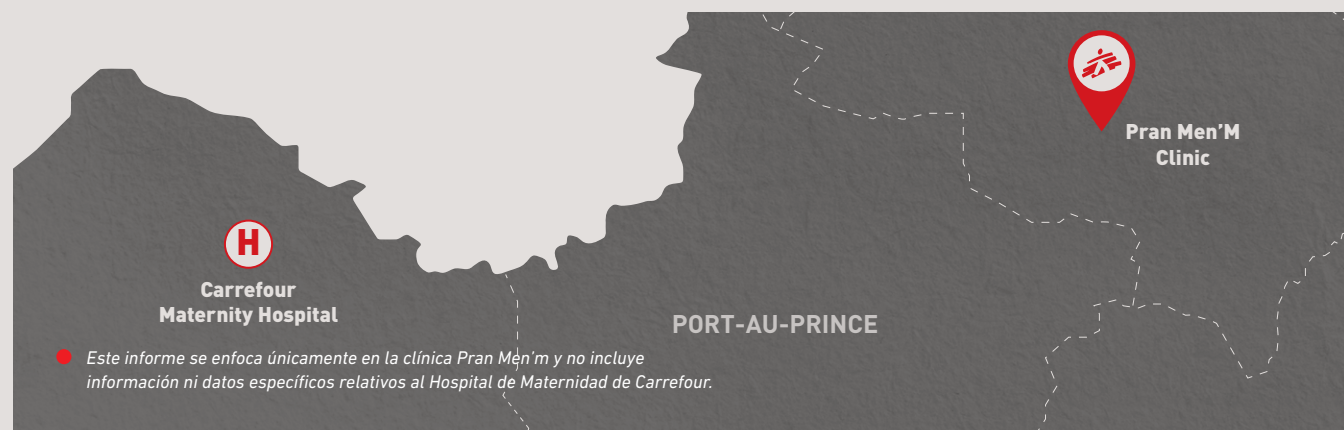 Pran Men’M
Clinic
H
Carrefour
Maternity Hospital
PORT-AU-PRINCE
Este informe se enfoca únicamente en la clínica Pran Men’m y no incluye
información ni datos específicos relativos al Hospital de Maternidad de Carrefour.